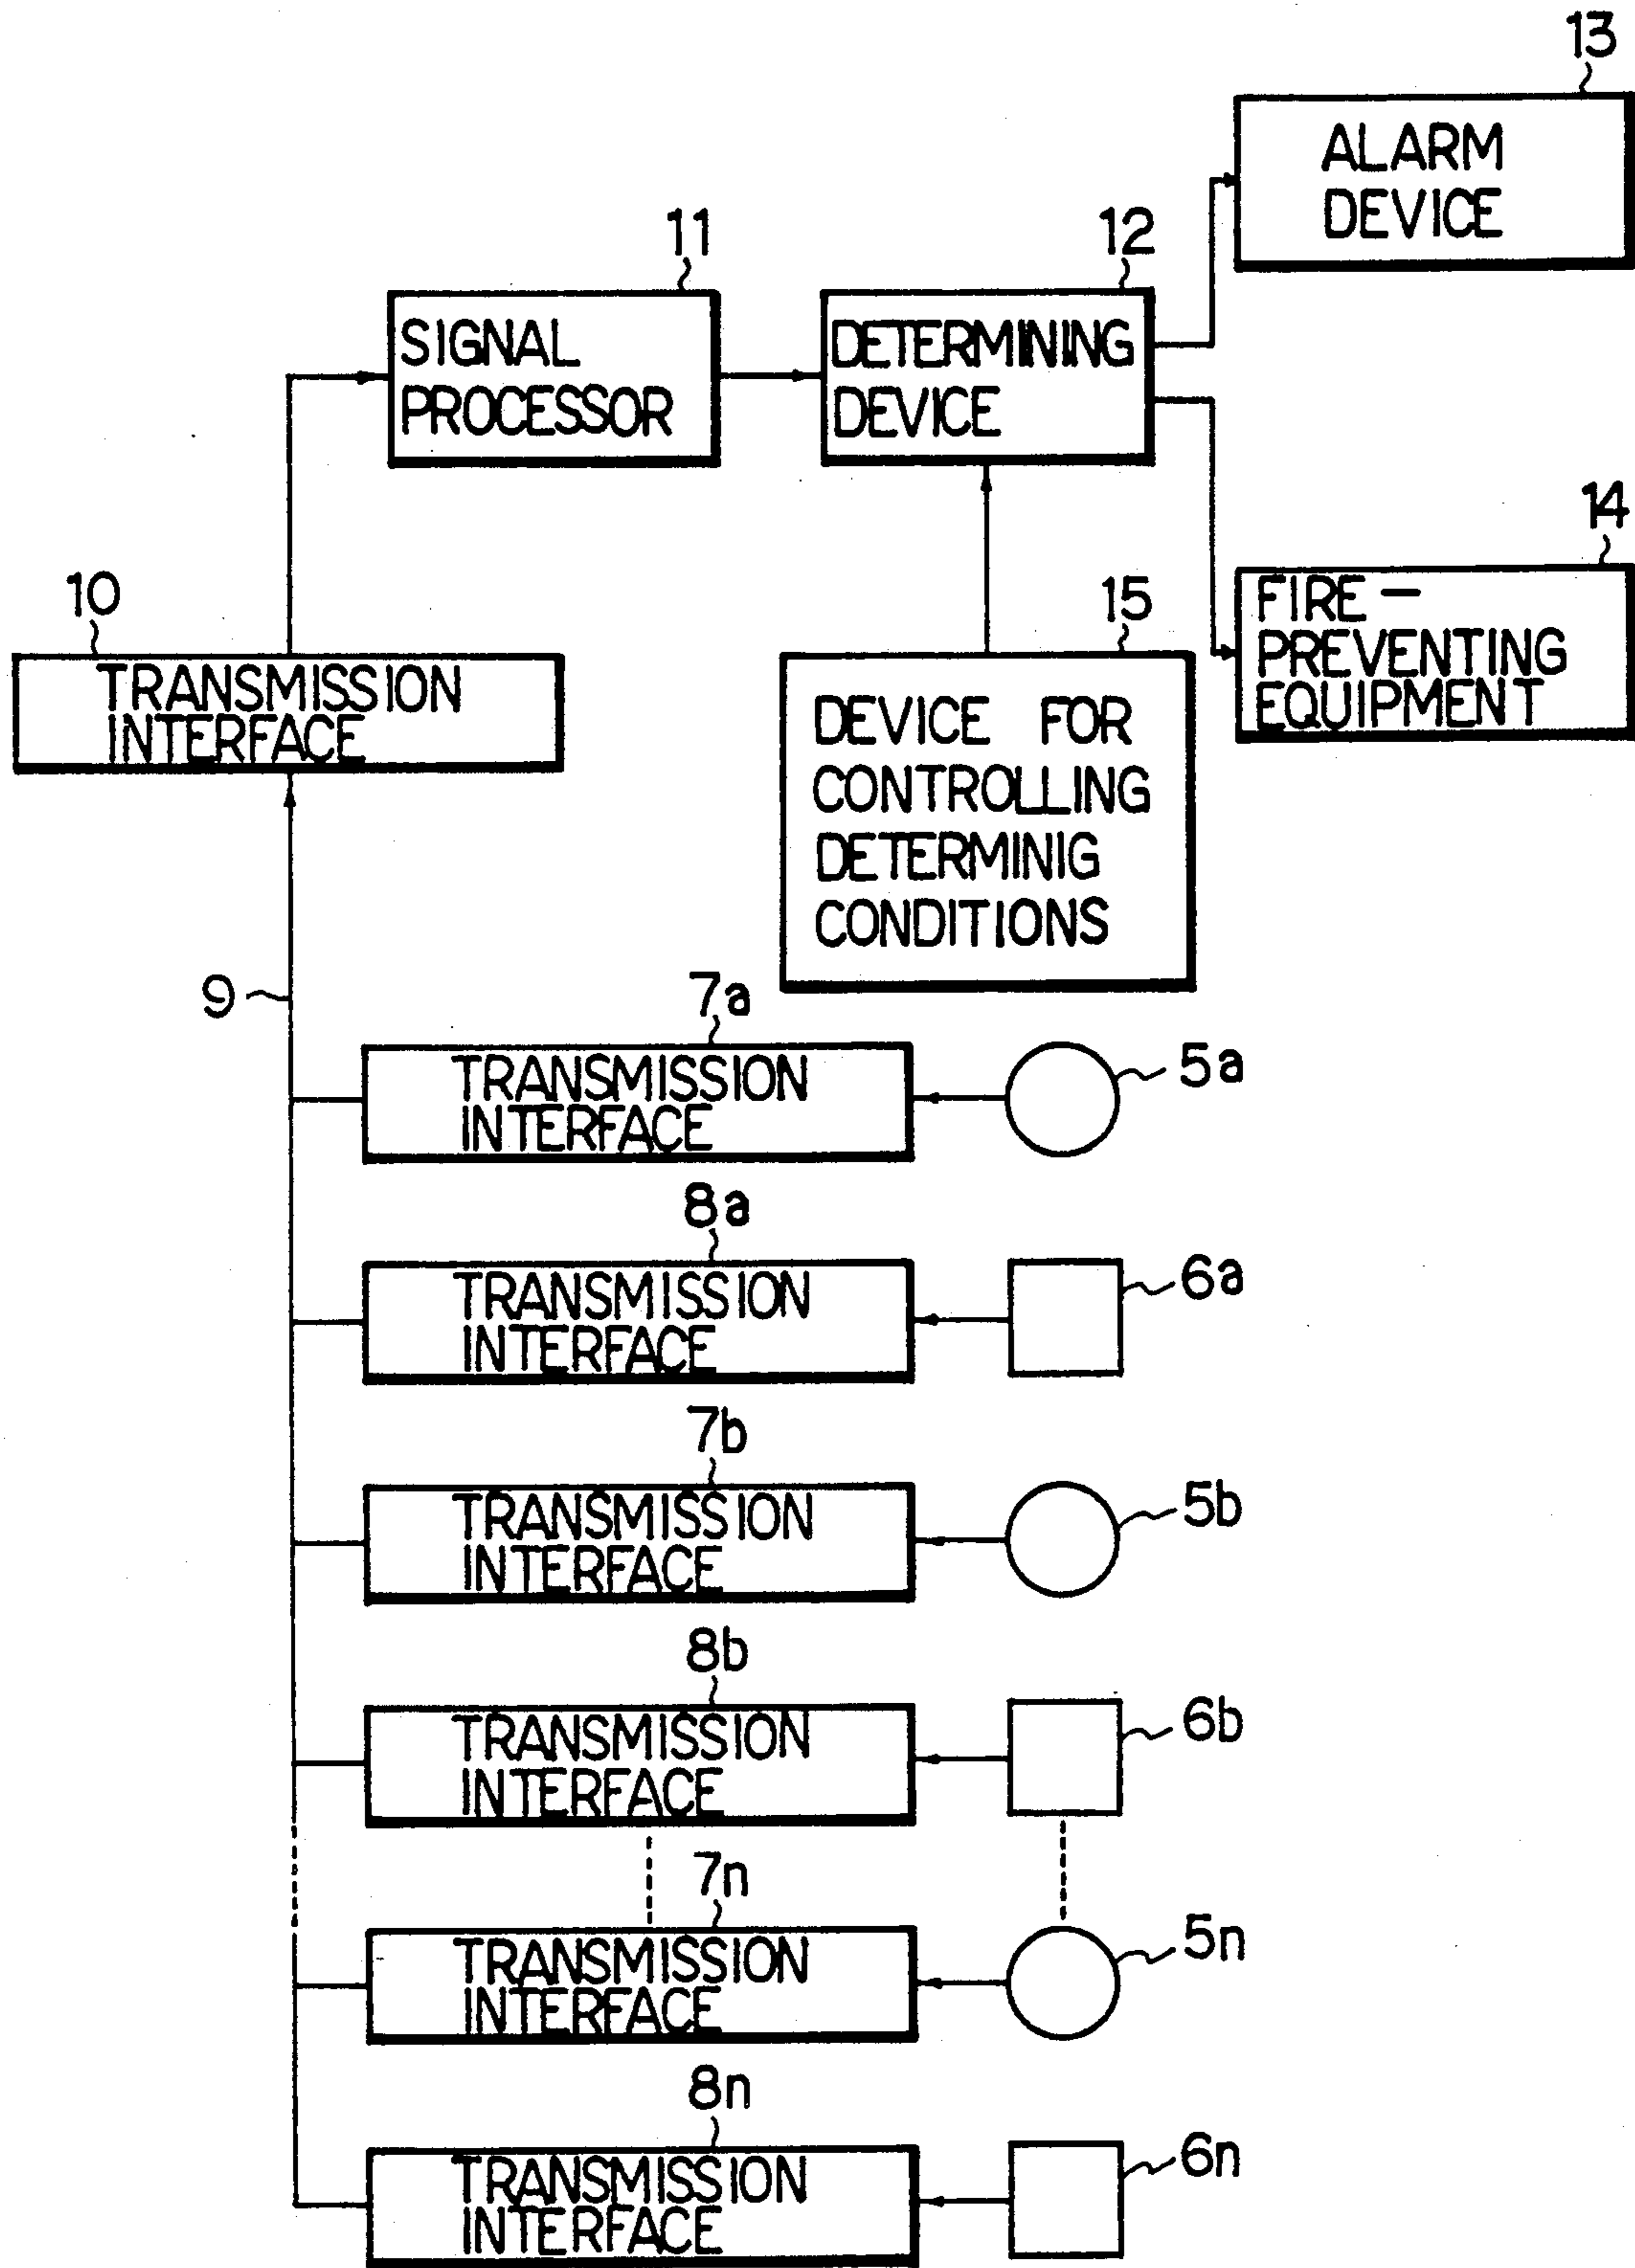 13
ALARM
DEVICE
11
SIGNAL
PROCESSOR
12
DETERMINING
DEVICE
14
FIRE-
PREVENTING
EQUIPMENT
10
TRANSMISSION
INTERFACE
15
DEVICE FOR
CONTROLLING
DETERMINIG
CONDITIONS
9
7a
TRANSMISSION
INTERFACE
5a
8a
TRANSMISSION
INTERFACE
6a
7b
TRANSMISSION
INTERFACE
5b
8b
TRANSMISSION
INTERFACE
6b
7n
TRANSMISSION
INTERFACE
5n
8n
TRANSMISSION
INTERFACE
6n